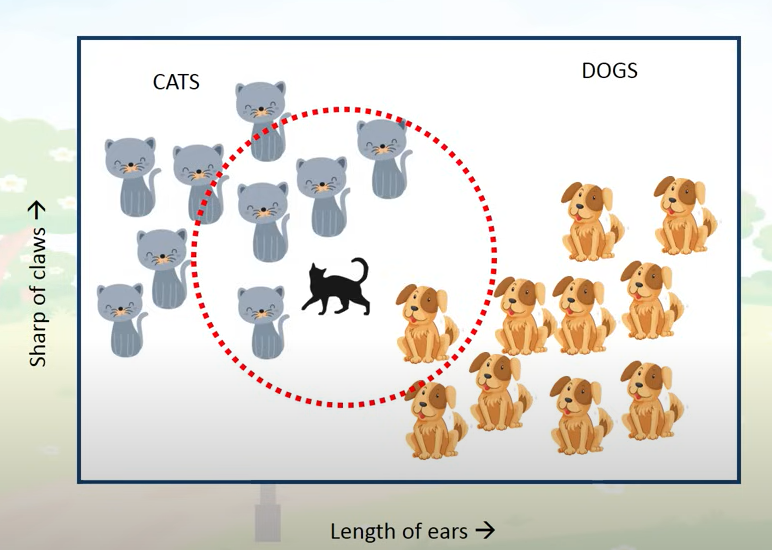 CATS
DOGS
Sharp of claws →
Length of ears →